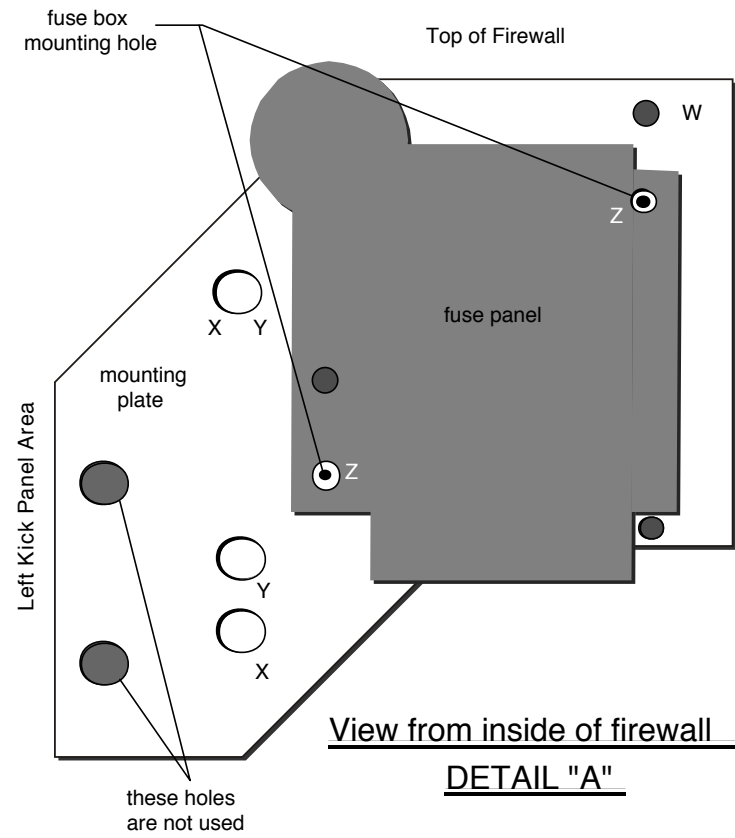 fuse box
mounting hole
Top of Firewall
W
Z
X Y
fuse panel
mounting
plate
Z
Left Kick Panel Area
Y
X
View from inside of firewall
DETAIL "A"
these holes
are not used